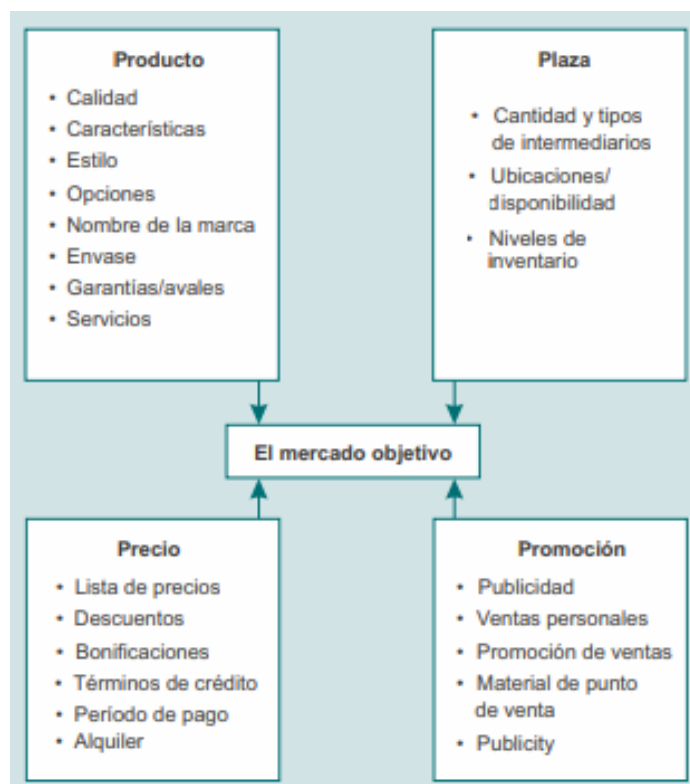 Producto
• Calidad
• Características
• Estilo
• Opciones
• Nombre de la marca
• Envase
• Garantías/avales
• Servicios
Plaza
• Cantidad y tipos
de intermediarios
• Ubicaciones/
disponibilidad
• Niveles de
inventario
El mercado objetivo
Precio
• Lista de precios
• Descuentos
• Bonificaciones
• Términos de crédito
• Período de pago
• Alquiler
Promoción
• Publicidad
• Ventas personales
• Promoción de ventas
• Material de punto
de venta
• Publicity